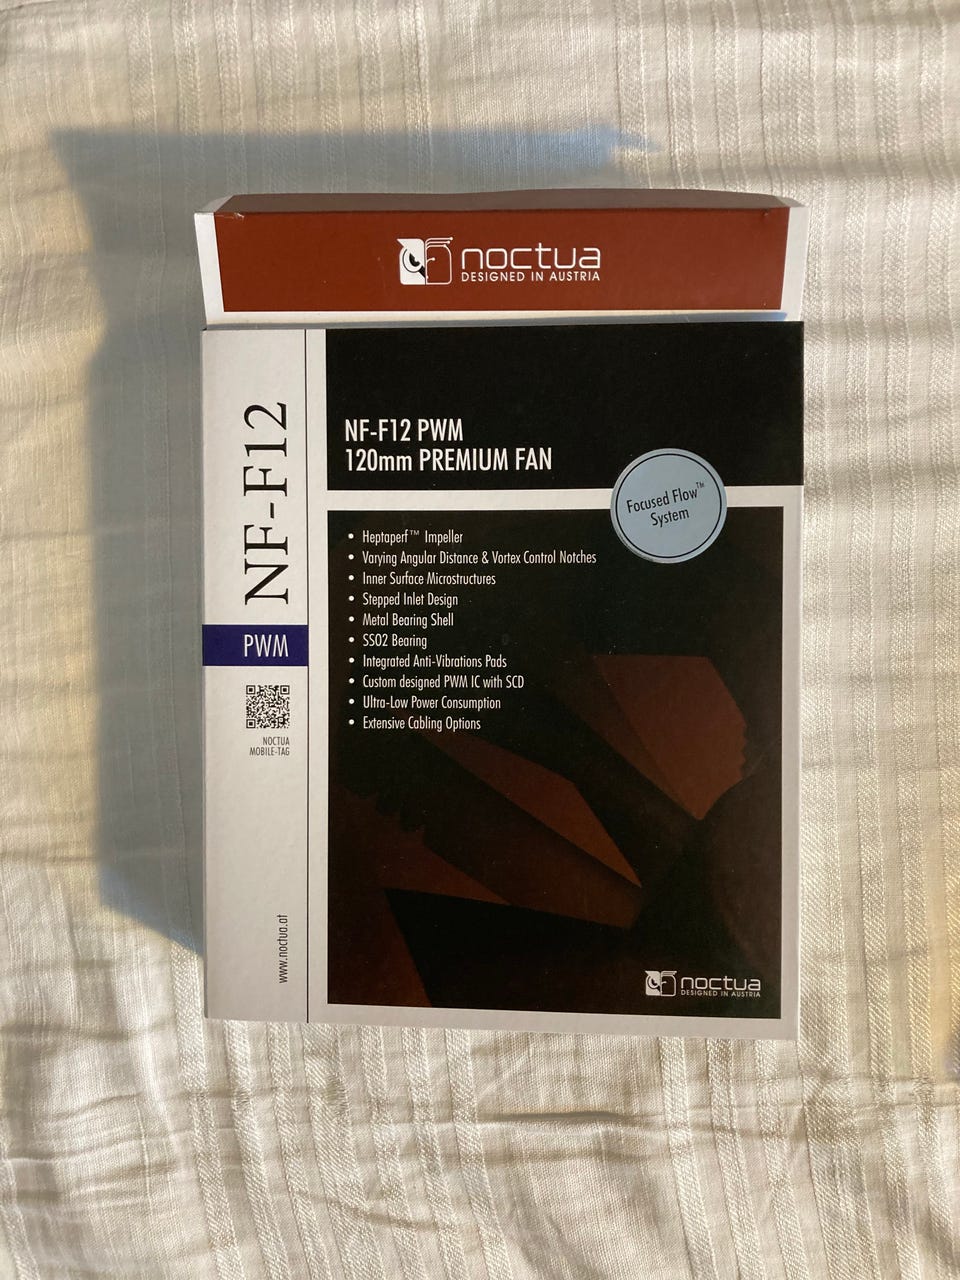 noctua
DESIGNED IN AUSTRIA
NF-F12
PWM
NOCTUA
MOBILE-TAG
www.noctua.at
NF-F12 PWM
120mm PREMIUM FAN
Focused Flow™
System
• Heptaperf™ Impeller
• Varying Angular Distance & Vortex Control Notches
• Inner Surface Microstructures
• Stepped Inlet Design
• Metal Bearing Shell
• SSO2 Bearing
• Integrated Anti-Vibrations Pads
• Custom designed PWM IC with SCD
• Ultra-Low Power Consumption
• Extensive Cabling Options
noctua
DESIGNED IN AUSTRIA